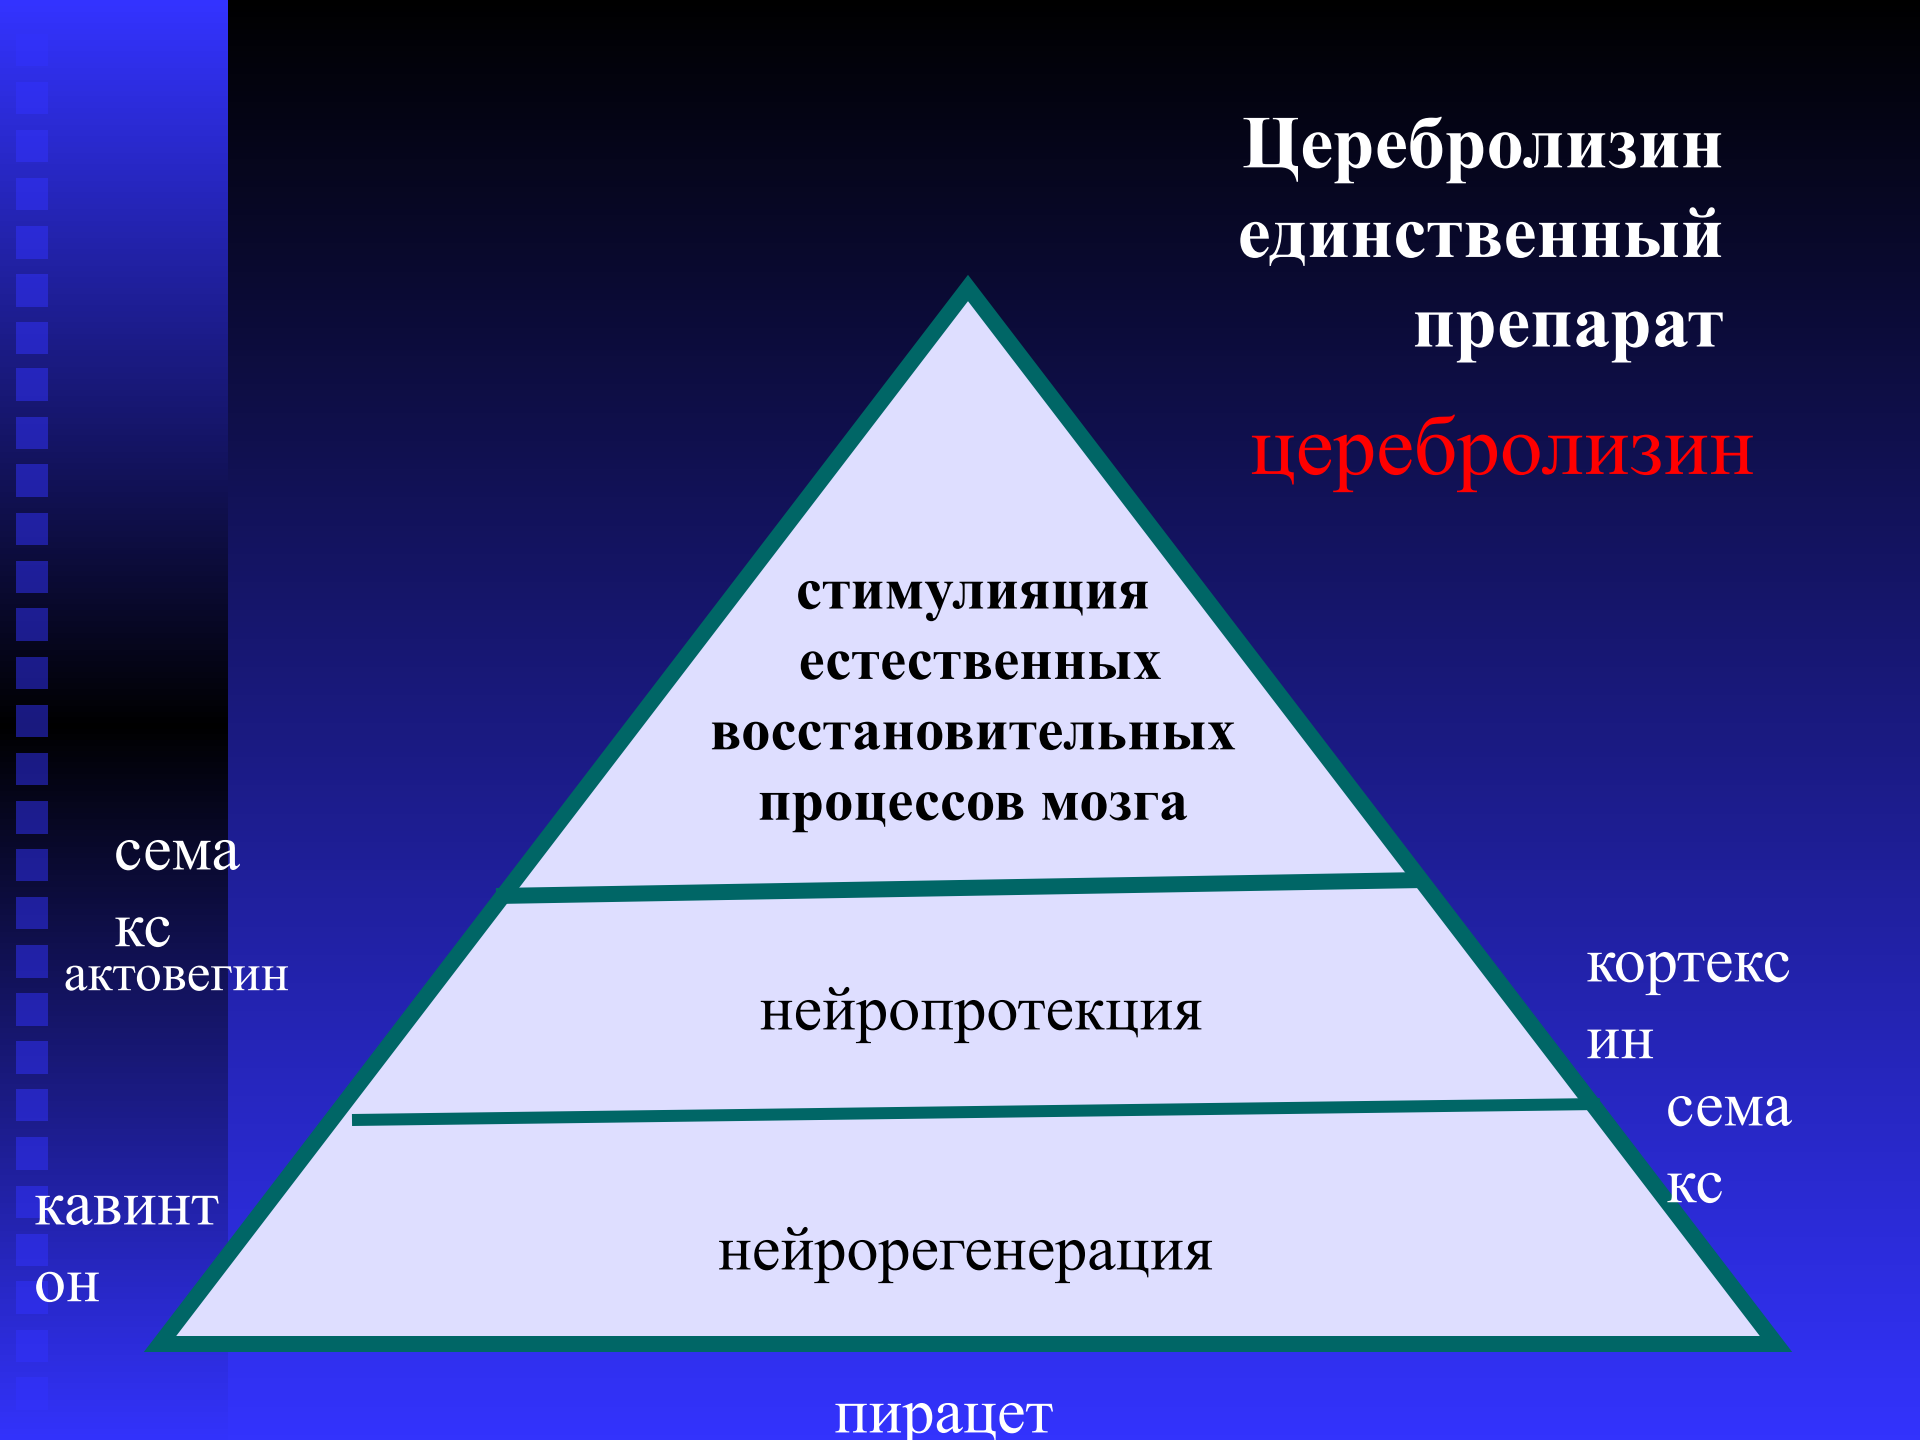 Церебролизин
единственный
препарат
церебролизин
стимулияция
естественных
восстановительных
процессов мозга
сема
кс
актовегин
нейропротекция
кортекс
ин
сема
кс
кавинт
он
нейрорегенерация
пирацет